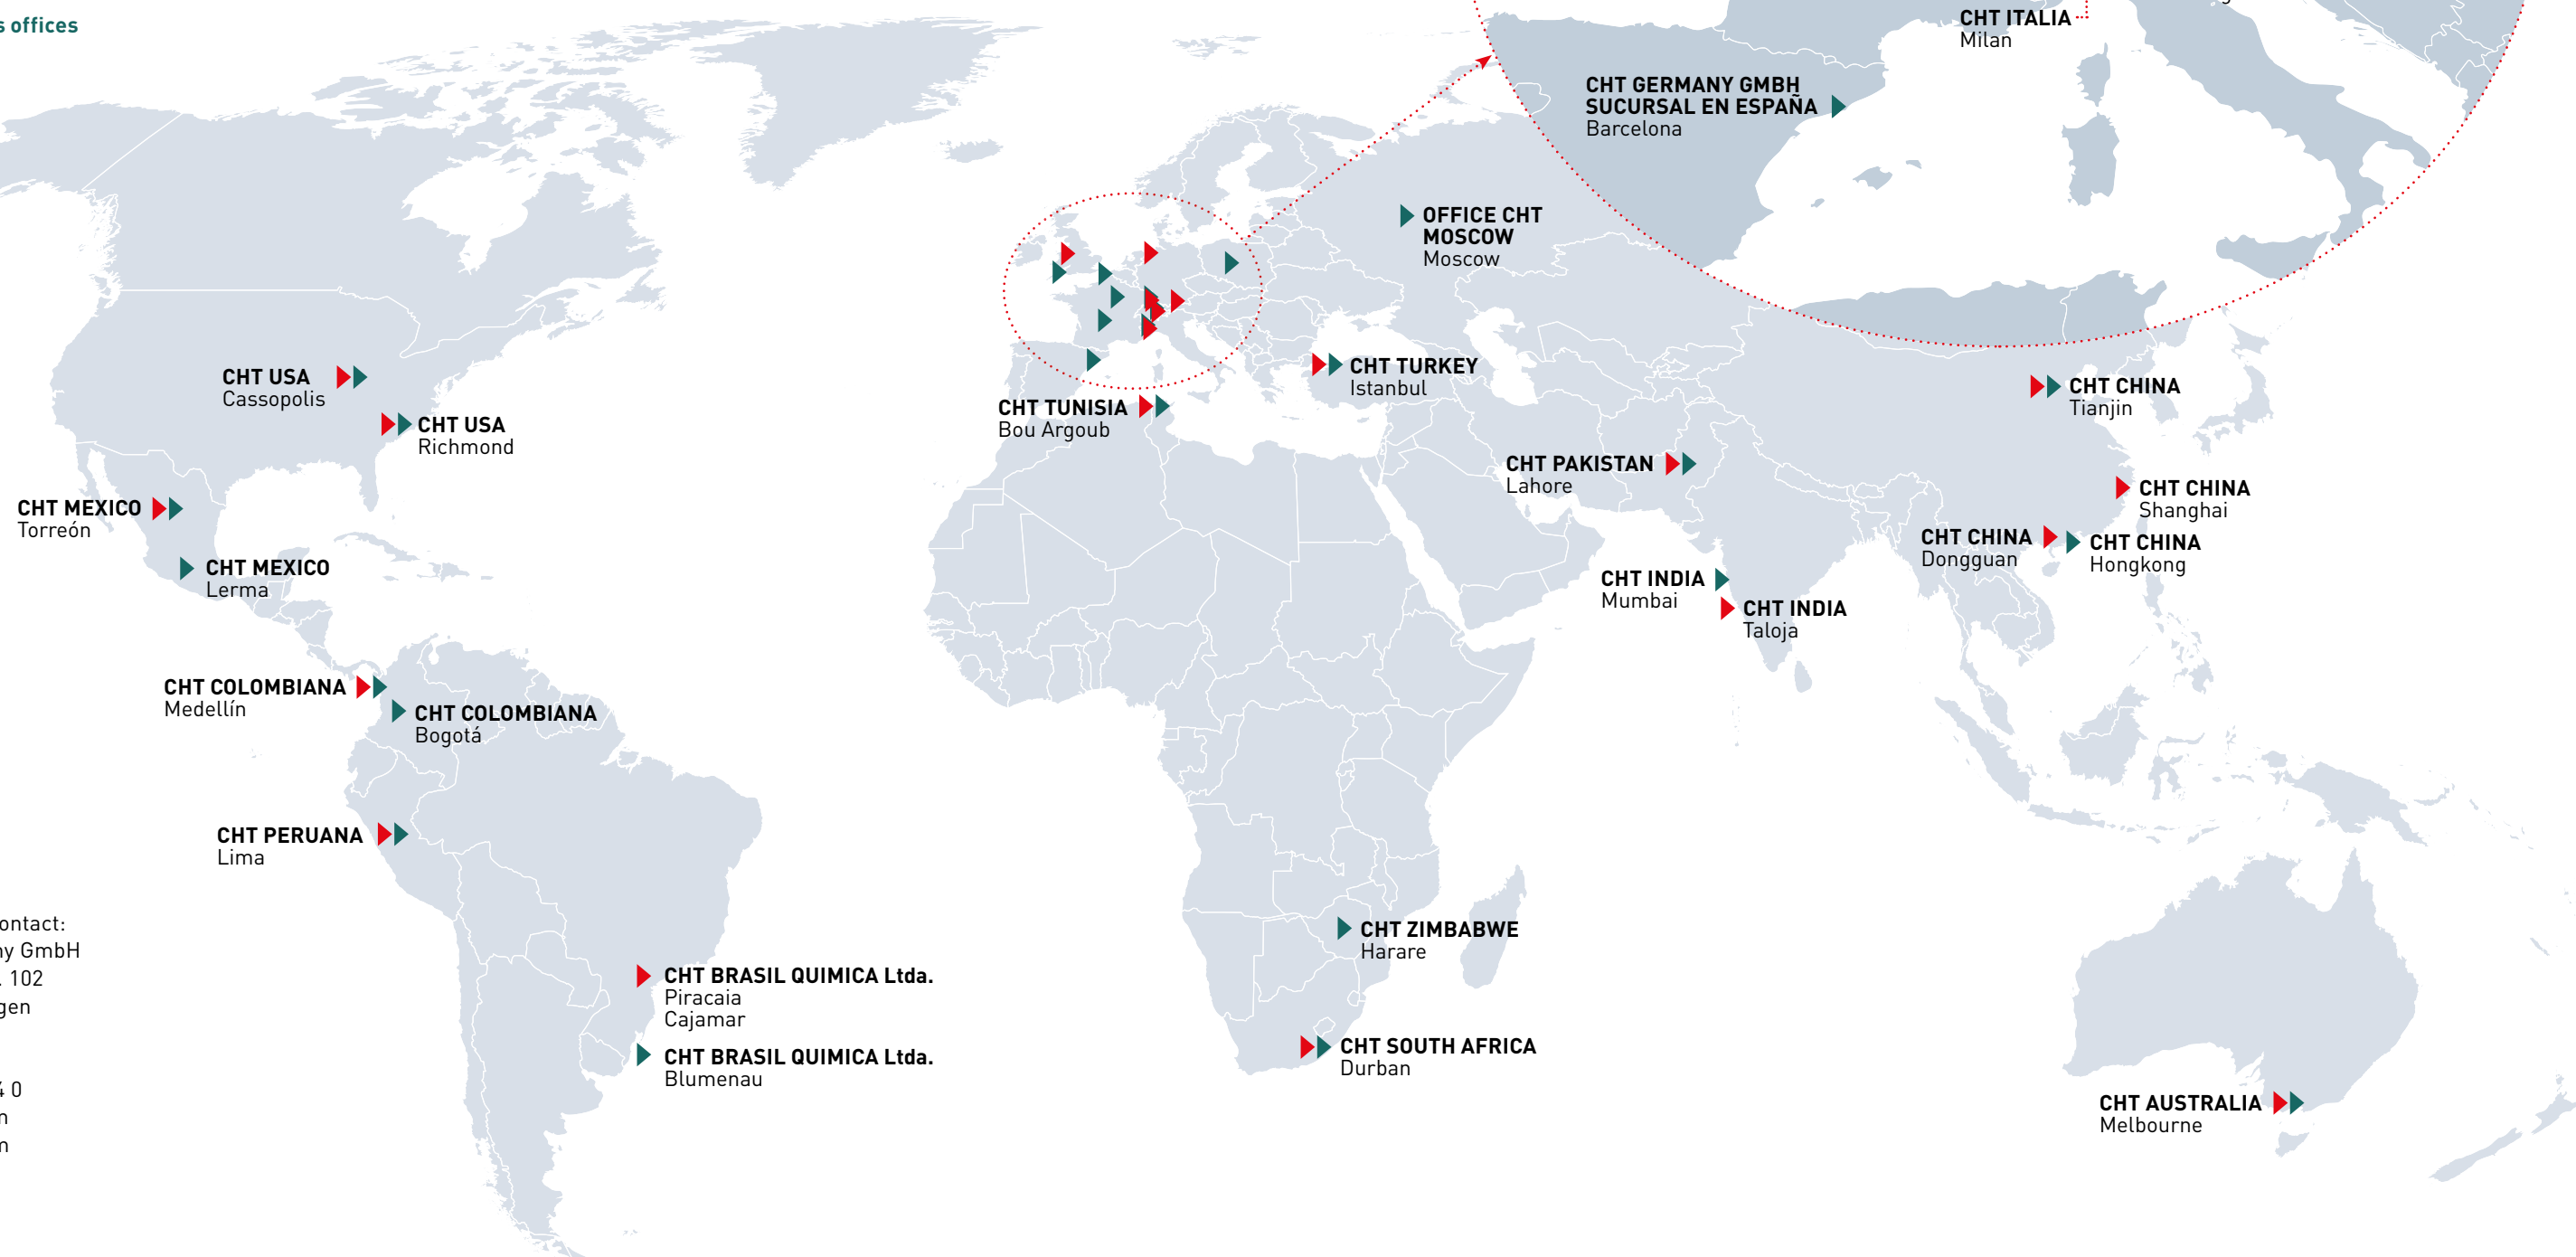 s offices
CHT ITALIA
Milan
CHT GERMANY GMBH
SUCURSAL EN ESPAÑA
Barcelona
OFFICE CHT
MOSCOW
Moscow
CHT USA
Cassopolis
CHT USA
Richmond
CHT TURKEY
Istanbul
CHT TUNISIA
Bou Argoub
CHT CHINA
Tianjin
CHT PAKISTAN
Lahore
CHT CHINA
Shanghai
CHT MEXICO
Torreón
CHT MEXICO
Lerma
CHT CHINA
Dongguan
CHT CHINA
Hongkong
CHT INDIA
Mumbai
CHT INDIA
Taloja
CHT COLOMBIANA
Medellín
CHT COLOMBIANA
Bogotá
CHT PERUANA
Lima
CHT ZIMBABWE
Harare
CHT BRASIL QUIMICA Ltda.
Piracaia
Cajamar
CHT BRASIL QUIMICA Ltda.
Blumenau
CHT SOUTH AFRICA
Durban
CHT AUSTRALIA
Melbourne
ontact:
ny GmbH
. 102
gen
4 0
m
m